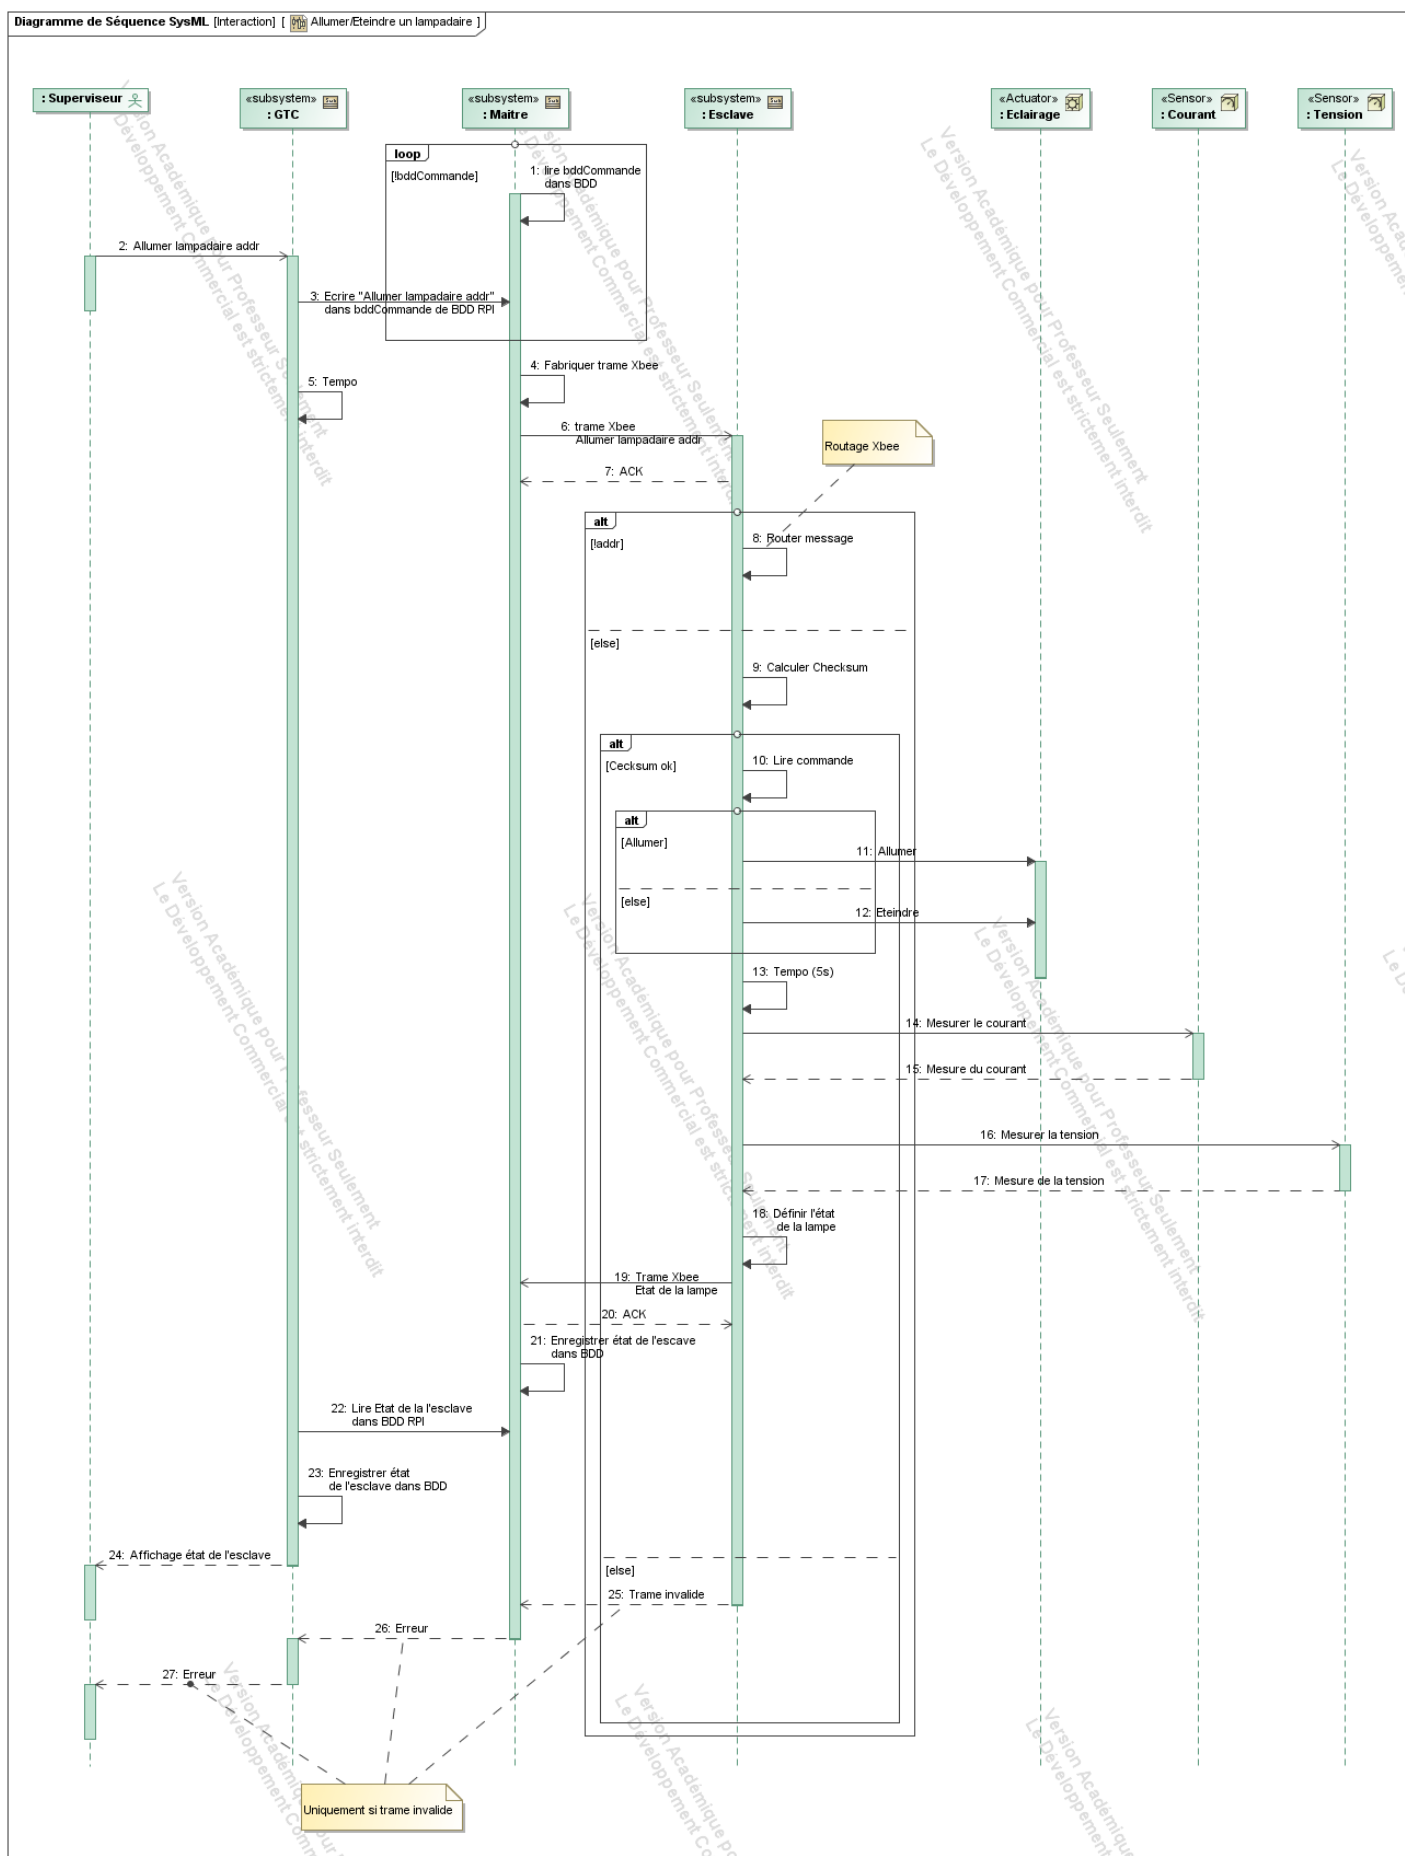 Diagramme de Séquence SysML [Interaction] [ Allumer/Eteindre un lampadaire ]
: Superviseur
«subsystem»
: GTC
«subsystem»
: Maitre
«subsystem»
: Esclave
«Actuator»
: Eclairage
«Sensor»
: Courant
«Sensor»
: Tension
loop
[!bddCommande]
1: lire bddCommande
dans BDD
2: Allumer lampadaire addr
3: Ecrire "Allumer lampadaire addr"
dans bddCommande de BDD RPI
4: Fabriquer trame Xbee
5: Tempo
6: trame Xbee
Allumer lampadaire addr
Routage Xbee
7: ACK
alt
[!addr]
8: Router message
[else]
9: Calculer Checksum
alt
[Cecksum ok]
10: Lire commande
alt
[Allumer]
11: Allumer
[else]
12: Eteindre
13: Tempo (5s)
14: Mesurer le courant
15: Mesure du courant
16: Mesurer la tension
17: Mesure de la tension
18: Définir l'état
de la lampe
19: Trame Xbee
Etat de la lampe
20: ACK
21: Enregistrer état de l'escave
dans BDD
22: Lire Etat de la l'esclave
dans BDD RPI
23: Enregistrer état
de l'esclave dans BDD
24: Affichage état de l'esclave
[else]
25: Trame invalide
26: Erreur
27: Erreur
Uniquement si trame invalide
Version Académique pour Professeur Seulement
Le Développement Commercial est strictement interdit